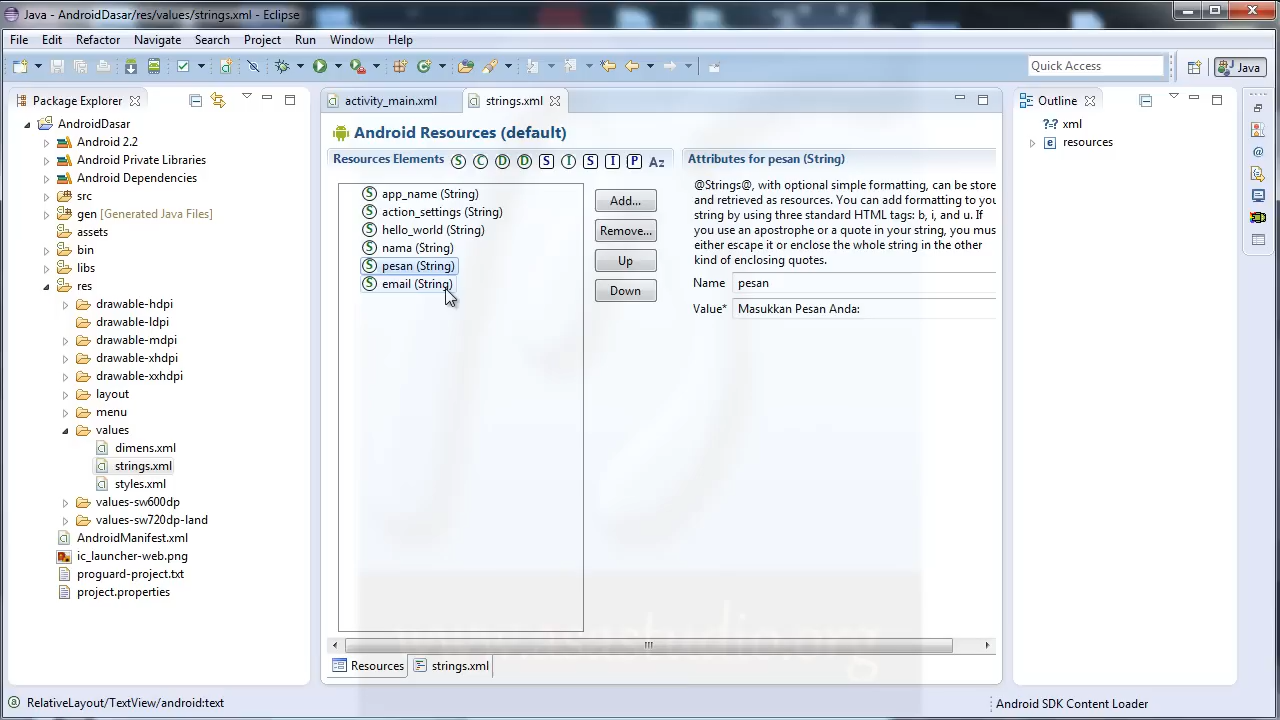 Java - AndroidDasar/res/values/strings.xml - Eclipse
File Edit Refactor Navigate Search Project Run Window Help
Quick Access
Java
Package Explorer
AndroidDasar
Android 2.2
Android Private Libraries
Android Dependencies
src
gen [Generated Java Files]
assets
bin
libs
res
drawable-hdpi
drawable-ldpi
drawable-mdpi
drawable-xhdpi
drawable-xxhdpi
layout
menu
values
dimens.xml
strings.xml
styles.xml
values-sw600dp
values-sw720dp-land
AndroidManifest.xml
ic_launcher-web.png
proguard-project.txt
project.properties
activity_main.xml
strings.xml
Android Resources (default)
Resources Elements S C D D S I S I P Az
app_name (String)
action_settings (String)
hello_world (String)
nama (String)
pesan (String)
email (String)
Add...
Remove...
Up
Down
Attributes for pesan (String)
@Strings@, with optional simple formatting, can be store
and retrieved as resources. You can add formatting to you
string by using three standard HTML tags: b, i, and u. If
you use an apostrophe or a quote in your string, you mus
either escape it or enclose the whole string in the other
kind of enclosing quotes.
Name pesan
Value* Masukkan Pesan Anda:
Resources strings.xml
Outline
xml
resources
RelativeLayout/TextView/android:text
Android SDK Content Loader